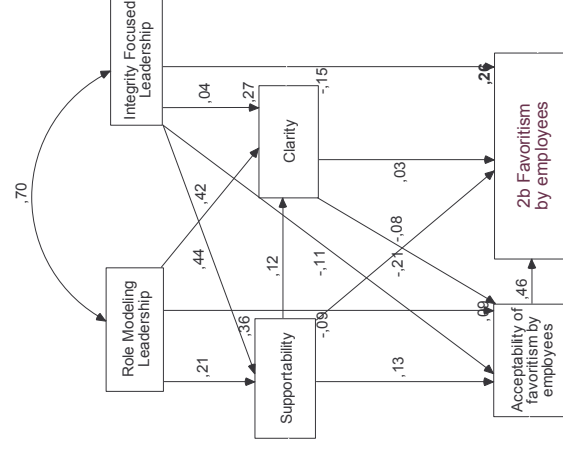 ,70
Role Modeling
Leadership
Integrity Focused
Leadership
,04
,27
-,15
,42
,44
,21
Clarity
,12
,36
-,09
Supportability
-,11
-,21
-,08
,03
,13
,09
,26
,46
Acceptability of
favoritism by
employees
2b Favoritism
by employees